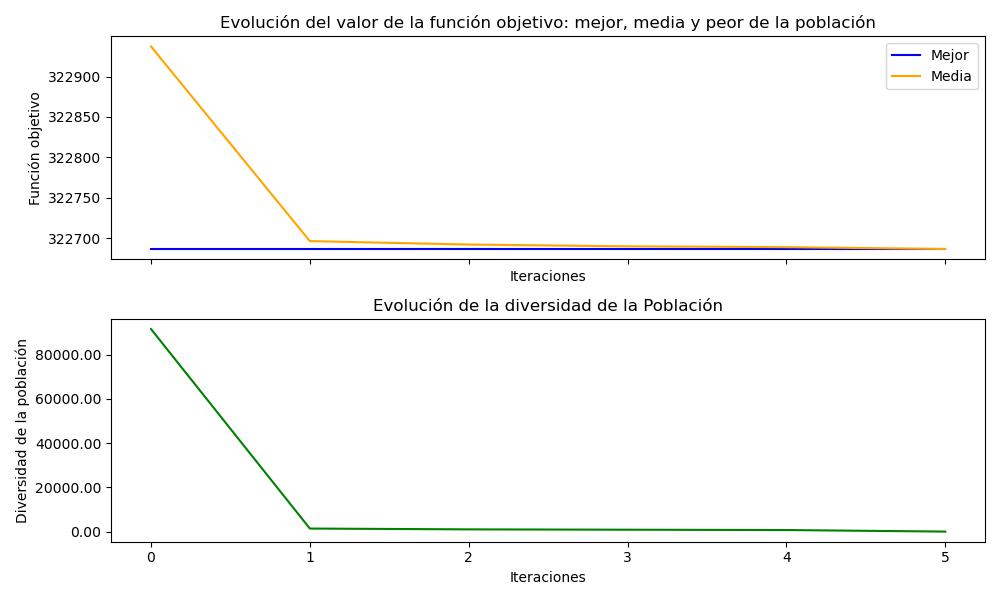 Evolución del valor de la función objetivo: mejor, media y peor de la población
Función objetivo
322900
322850
322800
322750
322700
Mejor
Media
Iteraciones
Evolución de la diversidad de la Población
Diversidad de la población
80000.00
60000.00
40000.00
20000.00
0.00
0 1 2 3 4 5
Iteraciones